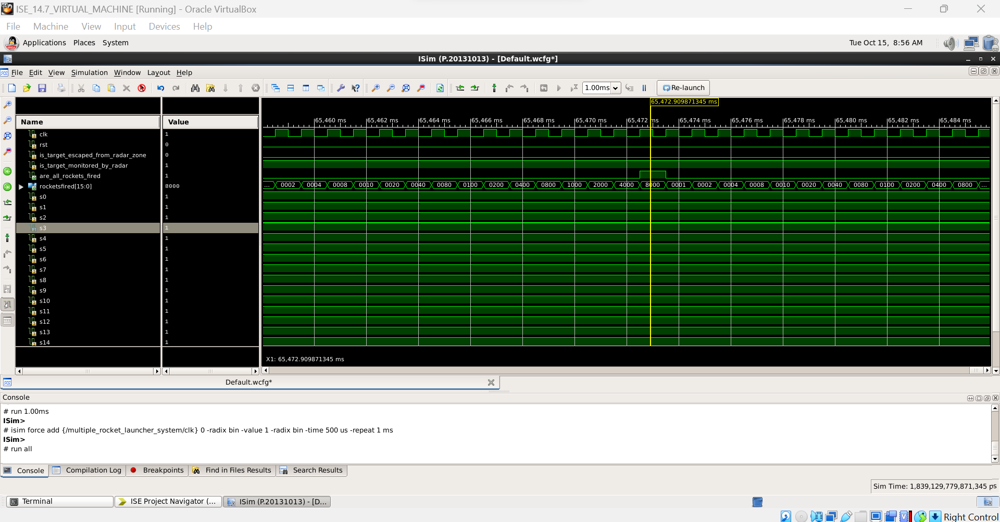 ISE_14.7_VIRTUAL_MACHINE [Running] - Oracle VirtualBox
File Machine View Input Devices Help
Applications Places System Tue Oct 15, 8:56 AM
ISim (P.20131013) - [Default.wcfg*]
File Edit View Simulation Window Layout Help
1.00ms Re-launch
65,472.909871345 ms
Name Value
65,460 ms 65,462 ms 65,464 ms 65,466 ms 65,468 ms 65,470 ms 65,472 ms 65,474 ms 65,476 ms 65,478 ms 65,480 ms 65,482 ms 65,484 ms
clk 1
rst 0
is_target_escaped_from_radar_zone 0
is_target_monitored_by_radar 1
are_all_rockets_fired 1
rocketsfired[15:0] 8000 ... 0002 0004 0008 0010 0020 0040 0080 0100 0200 0400 0800 1000 2000 4000 8000 0001 0002 0004 0008 0010 0020 0040 0080 0100 0200 0400 0800 ...
s0 1
s1 1
s2 1
s3 1
s4 1
s5 1
s6 1
s7 1
s8 1
s9 1
s10 1
s11 1
s12 1
s13 1
s14 1
X1: 65,472.909871345 ms
Default.wcfg*
Console
# run 1.00ms
ISim>
# isim force add {/multiple_rocket_launcher_system/clk} 0 -radix bin -value 1 -radix bin -time 500 us -repeat 1 ms
ISim>
# run all
Console Compilation Log Breakpoints Find in Files Results Search Results
Sim Time: 1,839,129,779,871,345 ps
Terminal ISE Project Navigator (... ISim (P.20131013) - [D...
Right Control